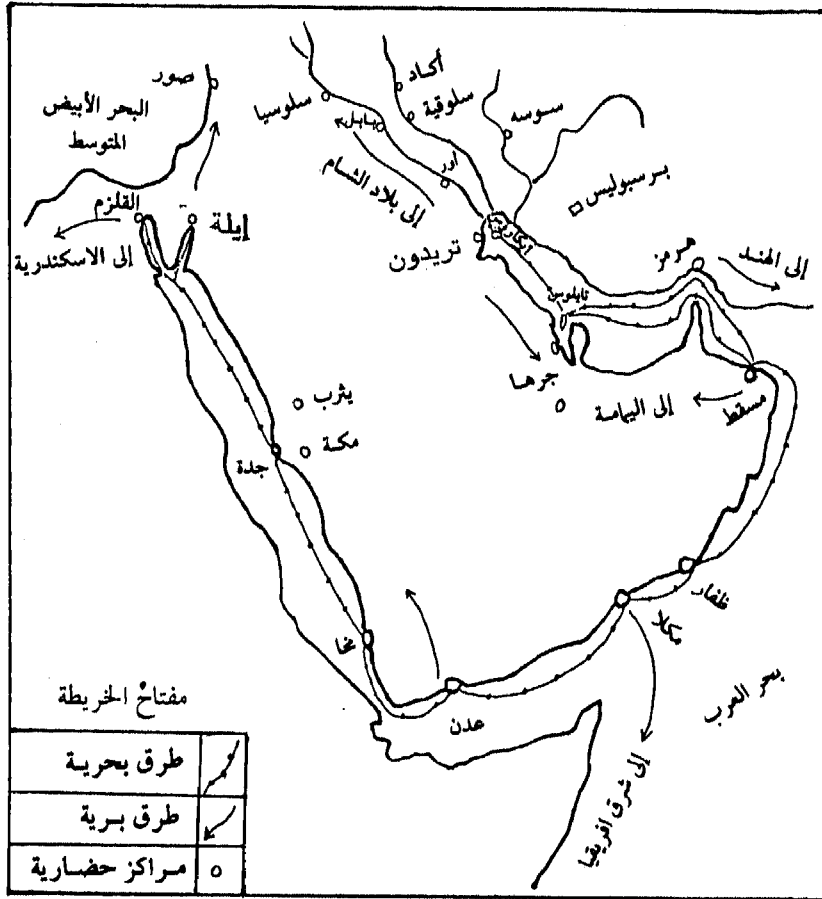 صور
البحر الأبيض
المتوسط
القلزم
إيلة
إلى الاسكندرية
أكاد
سلوقية
سلوسيا
بابل
أور
سوسه
برسبوليس
إلى بلاد الشام
تريدون
هرمز
إلى الهند
تايلوس
جرها
إلى اليمامة
مسقط
يثرب
مكة
جدة
مخا
عدن
ظفار
مكلا
بحر العرب
إلى شرق افريقيا
مفتاح الخريطة
طرق بحرية
طرق برية
مراكز حضارية